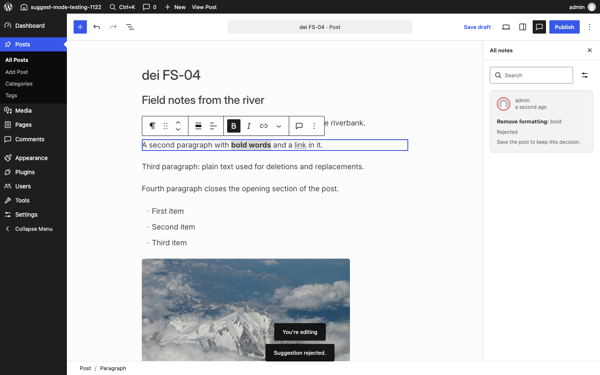 suggest-mode-testing-1122
Ctrl+K
0
New
View Post
admin
Dashboard
Posts
All Posts
Add Post
Categories
Tags
Media
Pages
Comments
Appearance
Plugins
Users
Tools
Settings
Collapse Menu
dei FS-04 · Post
Save draft
Publish
dei FS-04
Field notes from the river
e riverbank.
B I
A second paragraph with bold words and a link in it.
Third paragraph: plain text used for deletions and replacements.
Fourth paragraph closes the opening section of the post.
First item
Second item
Third item
You're editing
Suggestion rejected.
All notes
Search
admin
a second ago
Remove formatting: bold
Rejected
Save the post to keep this decision.
Post / Paragraph